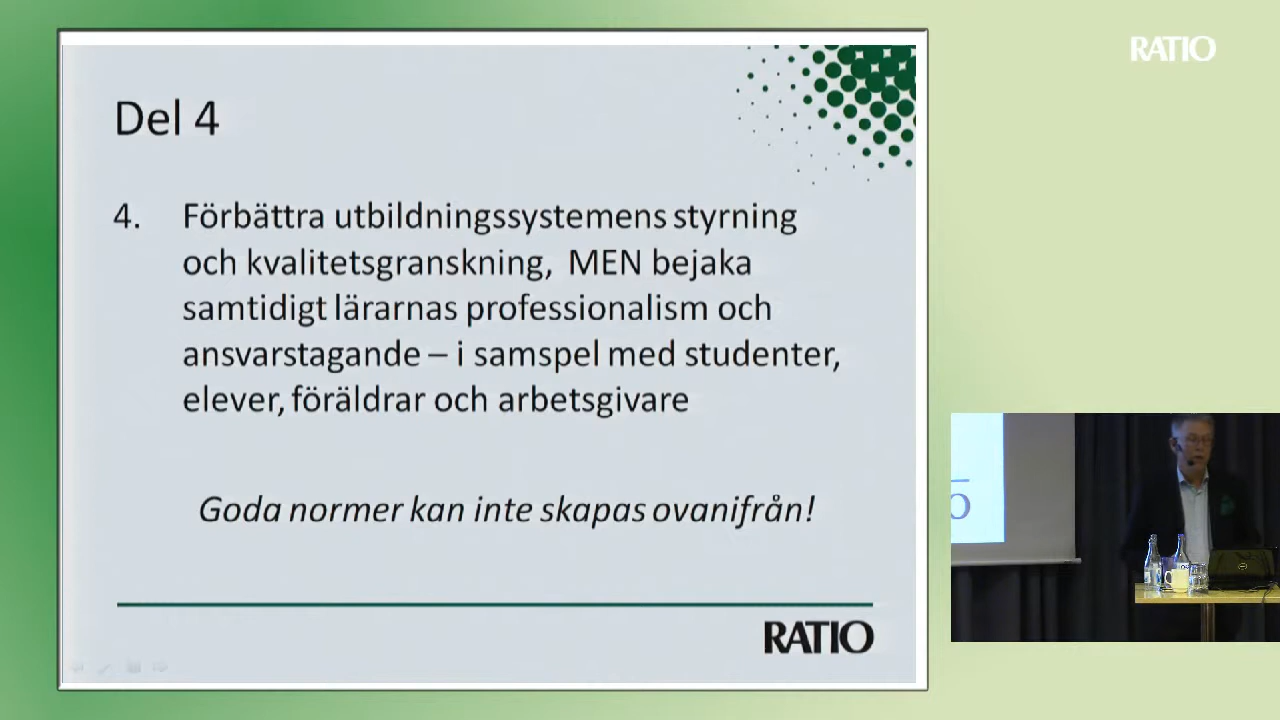 RATIO
Del 4
4. Förbättra utbildningssystemens styrning
och kvalitetsgranskning, MEN bejaka
samtidigt lärarnas professionalism och
ansvarstagande – i samspel med studenter,
elever, föräldrar och arbetsgivare
Goda normer kan inte skapas ovanifrån!
RATIO